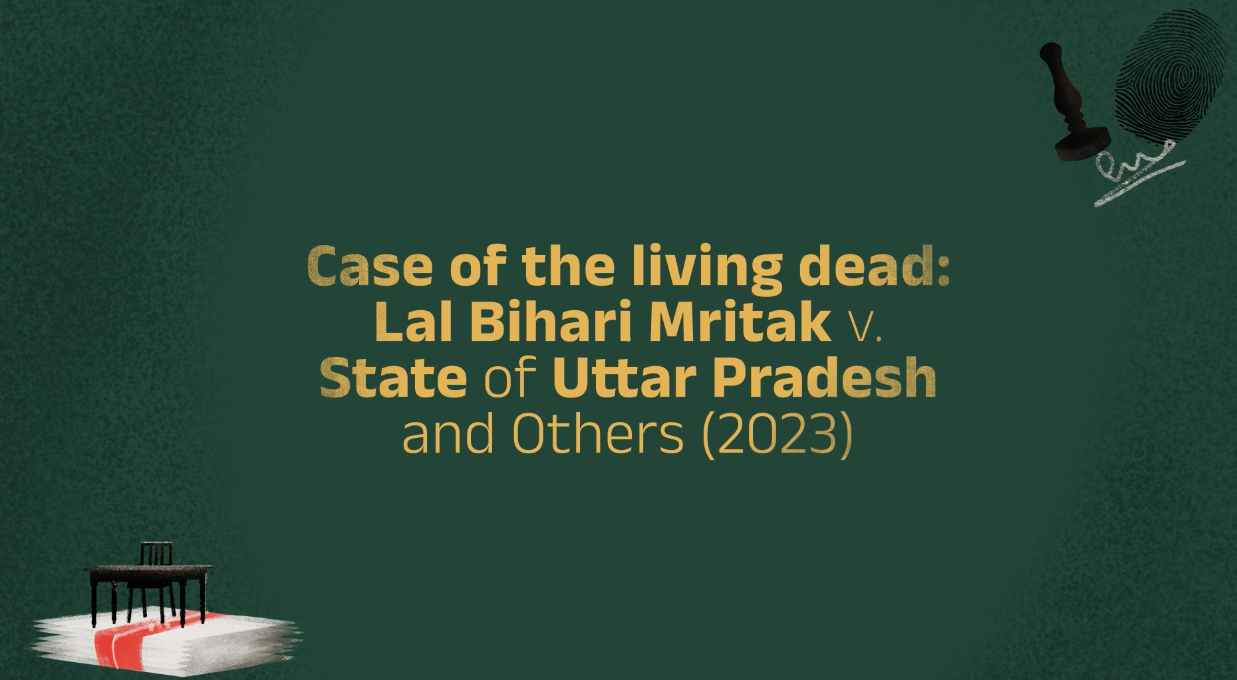 Case of the living dead:
Lal Bihari Mritak v.
State of Uttar Pradesh
and Others (2023)